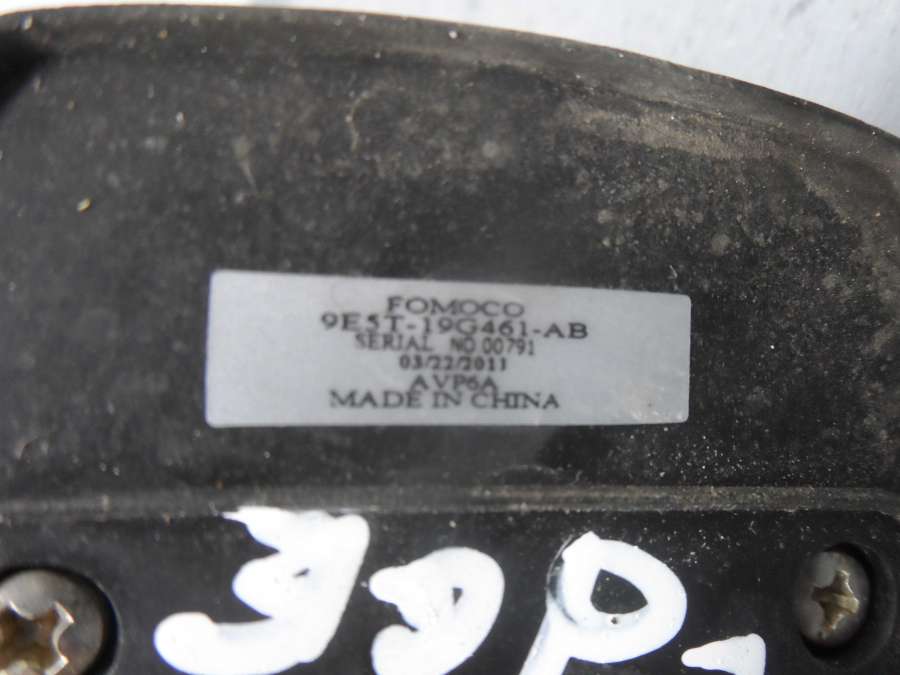 FOMOCO
9E5T-19G461-AB
SERIAL NO 00791
03/22/2011
AVP6A
MADE IN CHINA